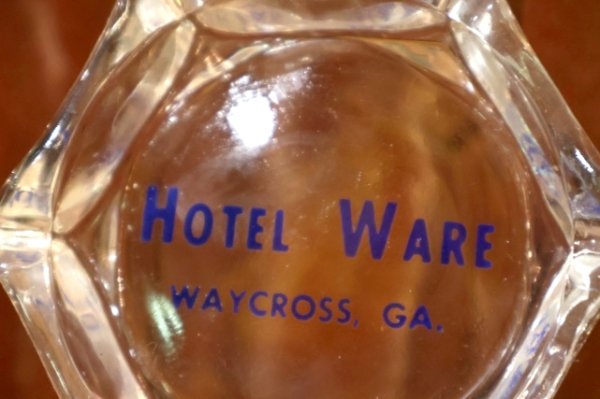 HOTEL WARE
WAYCROSS, GA.